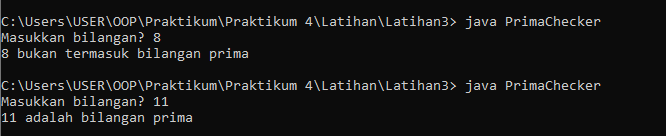 C:\Users\USER\OOP\Praktikum\Praktikum 4\Latihan\Latihan3> java PrimaChecker
Masukkan bilangan? 8
8 bukan termasuk bilangan prima
C:\Users\USER\OOP\Praktikum\Praktikum 4\Latihan\Latihan3> java PrimaChecker
Masukkan bilangan? 11
11 adalah bilangan prima